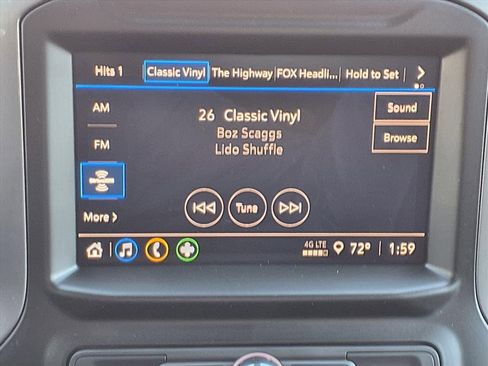 Hits 1 Classic Vinyl The Highway FOX Headli... Hold to Set
AM
26 Classic Vinyl
Sound
Boz Scaggs
FM
Browse
Lido Shuffle
More
Tune
4G LTE
72° 1:59